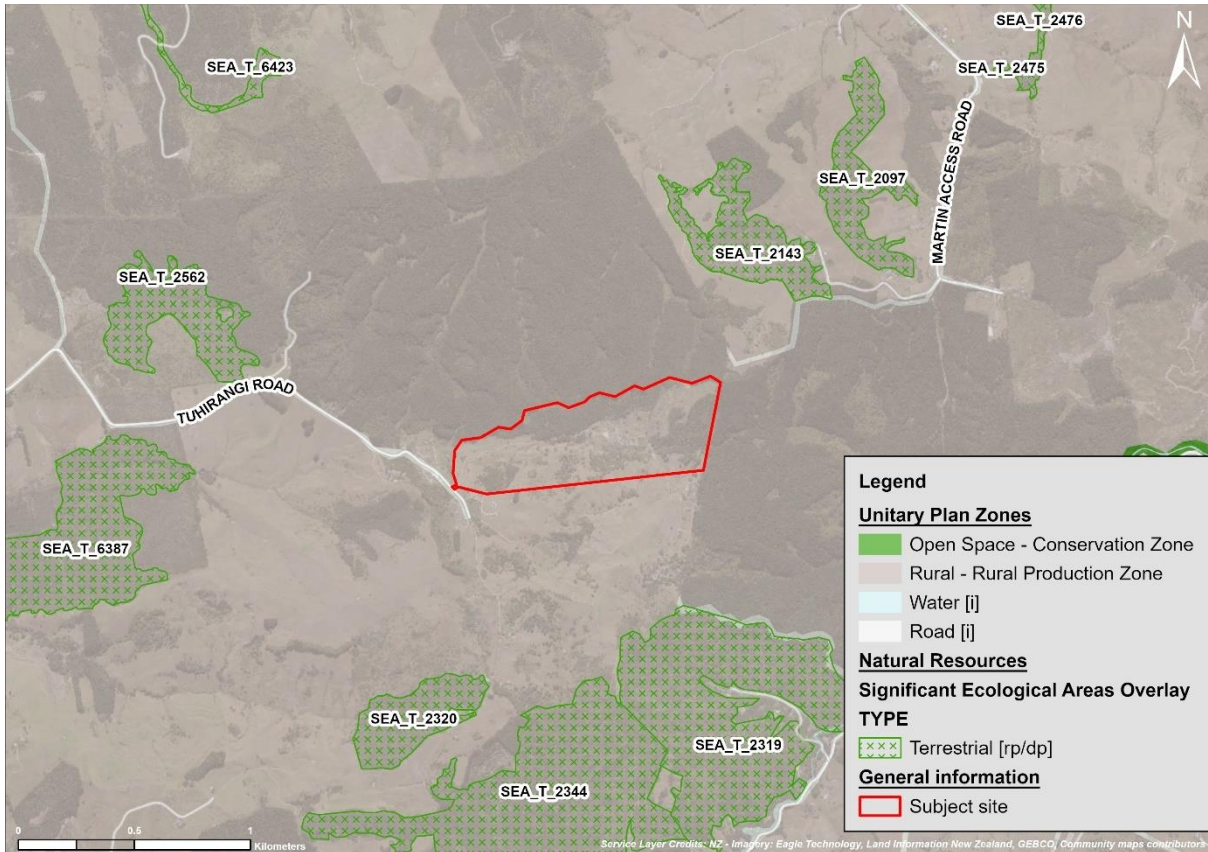 SEA_T_2476
N
SEA_T_6423
SEA_T_2475
MARTIN ACCESS ROAD
SEA_T_2097
SEA_T_2143
SEA_T_2562
TUHIRANGI ROAD
SEA_T_6387
SEA_T_2320
SEA_T_2319
SEA_T_2344
Legend
Unitary Plan Zones
Open Space - Conservation Zone
Rural - Rural Production Zone
Water [i]
Road [i]
Natural Resources
Significant Ecological Areas Overlay
TYPE
Terrestrial [rp/dp]
General information
Subject site
0 0.5 1
Kilometers
Service Layer Credits: NZ - Imagery: Eagle Technology, Land Information New Zealand, GEBCO, Community maps contributors